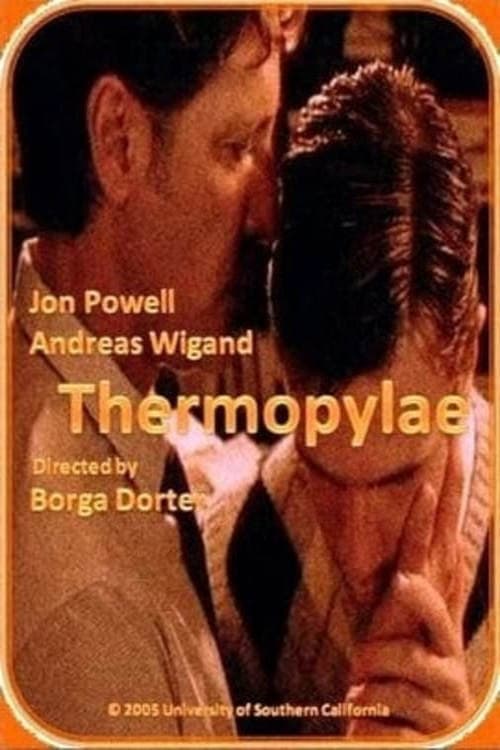 Jon Powell
Andreas Wigand
Thermopylae
Directed by
Borga Dorter
© 2005 University of Southern California